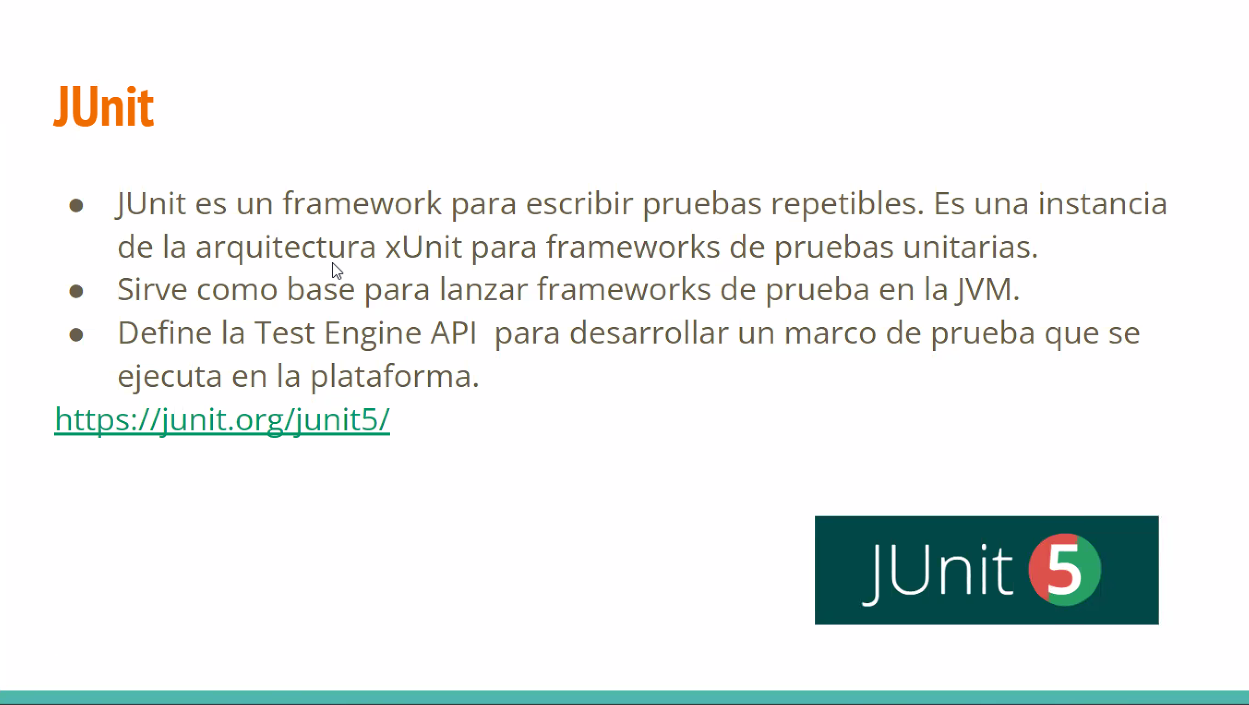 JUnit
● JUnit es un framework para escribir pruebas repetibles. Es una instancia
de la arquitectura xUnit para frameworks de pruebas unitarias.
● Sirve como base para lanzar frameworks de prueba en la JVM.
● Define la Test Engine API  para desarrollar un marco de prueba que se
ejecuta en la plataforma.
https://junit.org/junit5/
JUnit 5